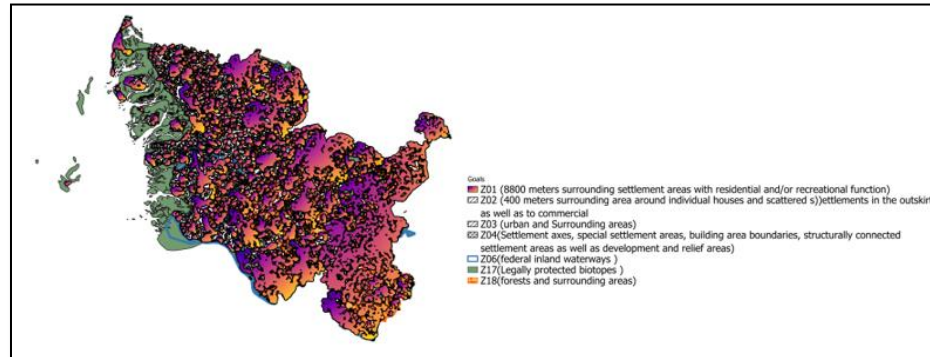 Goals
Z01 (8800 meters surrounding settlement areas with residential and/or recreational function)
Z02 (400 meters surrounding area around individual houses and scattered s))ettlements in the outskirt
as well as to commercial
Z03 (urban and Surrounding areas)
Z04(Settlement axes, special settlement areas, building area boundaries, structurally connected
settlement areas as well as development and relief areas)
Z06(federal inland waterways )
Z17(Legally protected biotopes )
Z18(forests and surrounding areas)